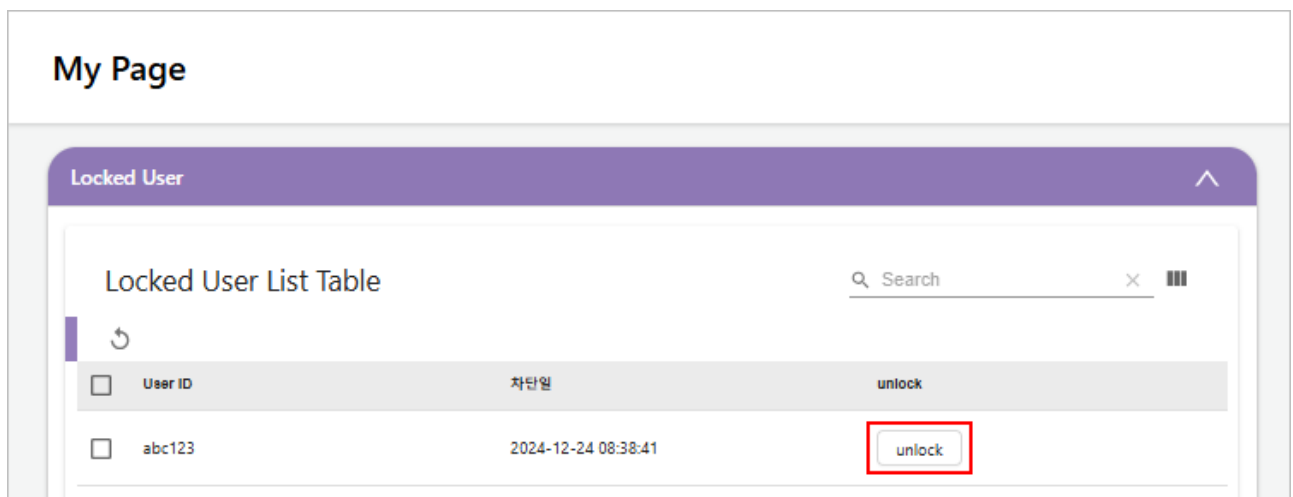 My Page
Locked User
Locked User List Table
Search
User ID 차단일 unlock
abc123 2024-12-24 08:38:41 unlock